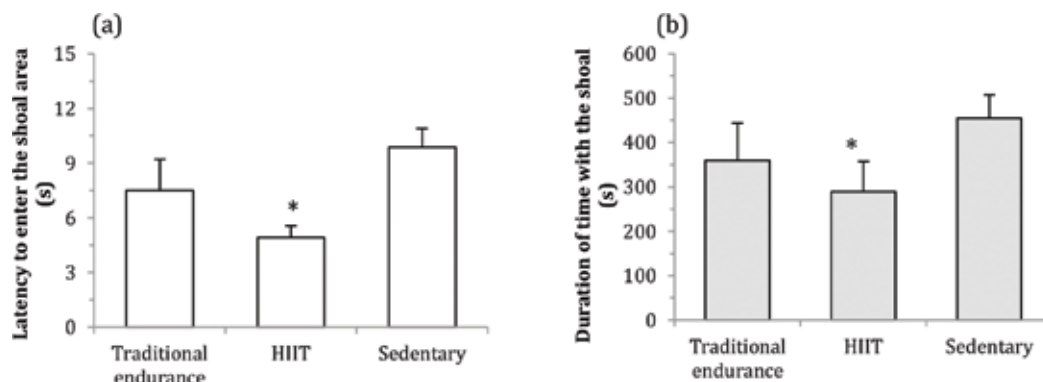 (a)
Latency to enter the shoal area
(s)
15
12
9
6
3
0
*
Traditional
endurance
HIIT
Sedentary
(b)
Duration of time with the shoal
(s)
600
500
400
300
200
100
0
*
Traditional
endurance
HIIT
Sedentary